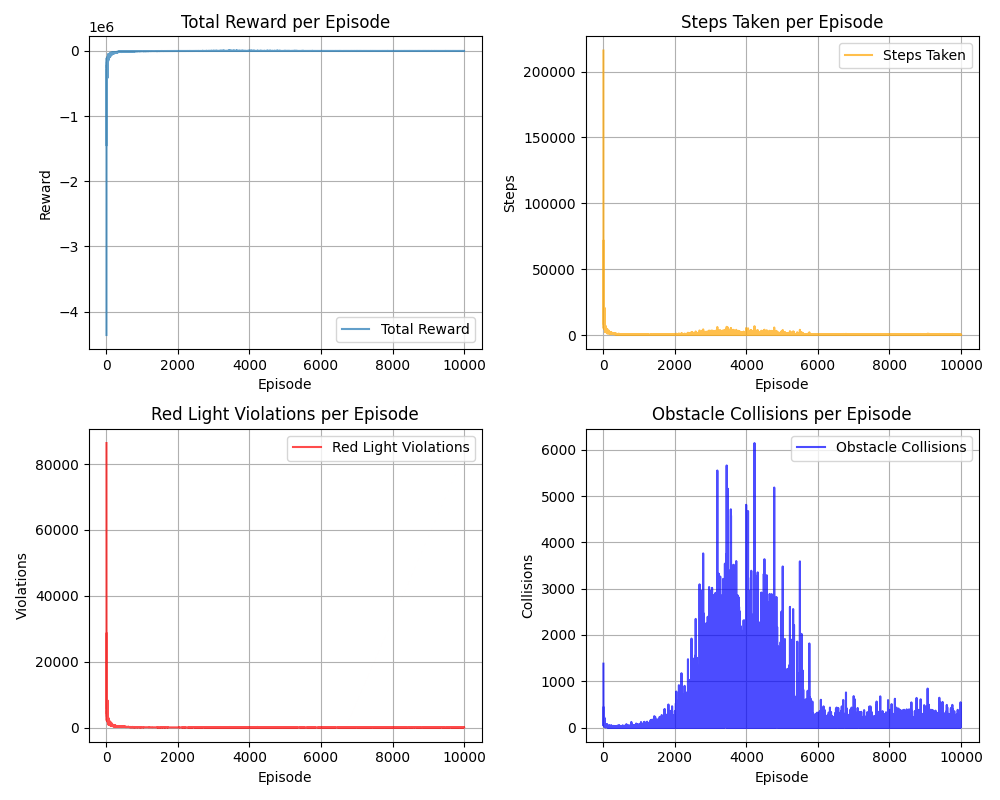 Total Reward per Episode
1e6
0
−1
−2
−3
−4
Reward
0 2000 4000 6000 8000 10000
Episode
Total Reward
Steps Taken per Episode
200000
150000
100000
50000
0
Steps
0 2000 4000 6000 8000 10000
Episode
Steps Taken
Red Light Violations per Episode
80000
60000
40000
20000
0
Violations
0 2000 4000 6000 8000 10000
Episode
Red Light Violations
Obstacle Collisions per Episode
6000
5000
4000
3000
2000
1000
0
Collisions
0 2000 4000 6000 8000 10000
Episode
Obstacle Collisions